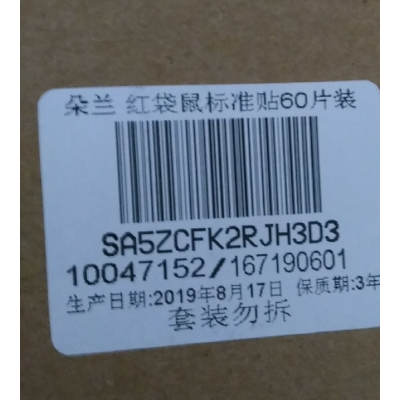 朵兰 红袋鼠标准贴60片装
SA5ZCFK2RJH3D3
10047152/167190601
生产日期:2019年8月17日 保质期:3年
套装勿拆